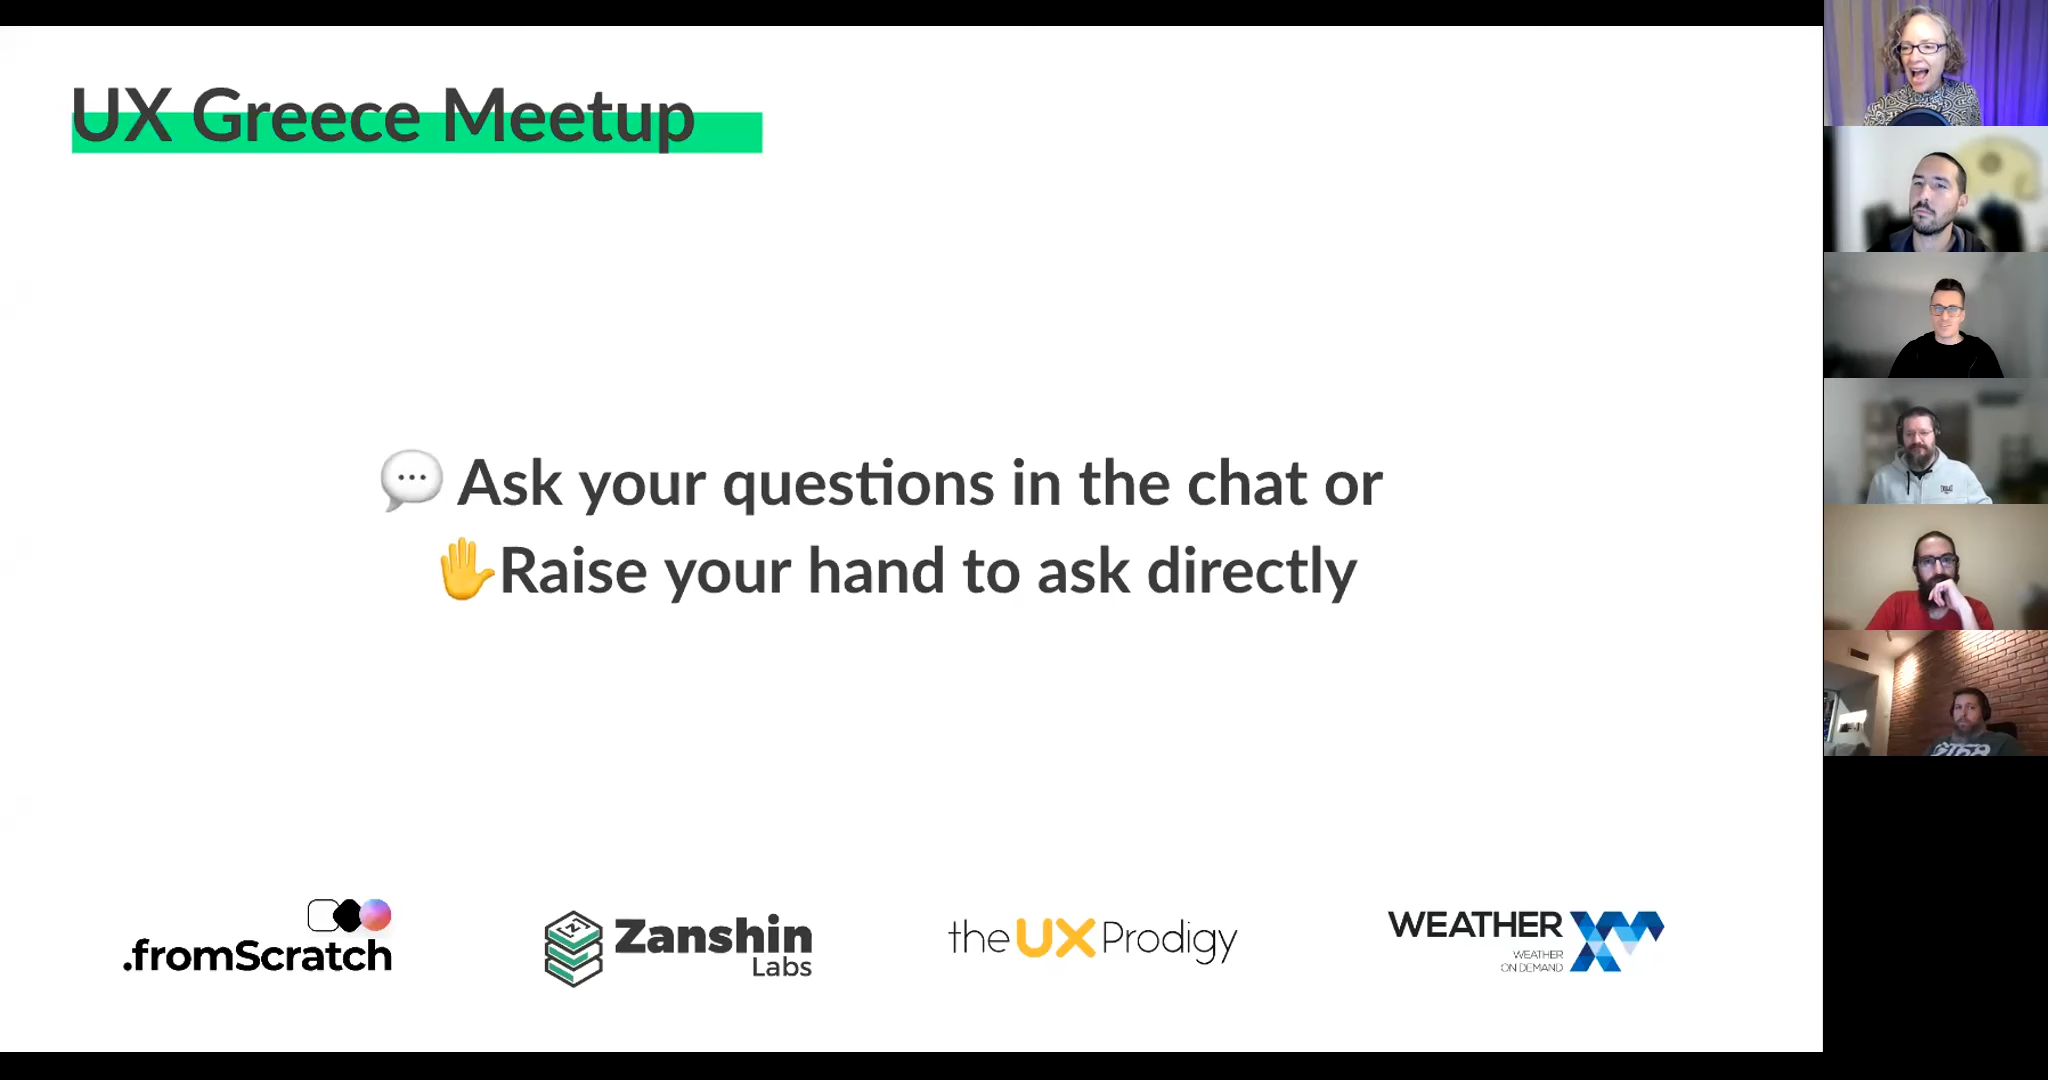 UX Greece Meetup
Ask your questions in the chat or
Raise your hand to ask directly
.fromScratch
Zanshin
Labs
theUXProdigy
WEATHER XM
WEATHER
ON DEMAND